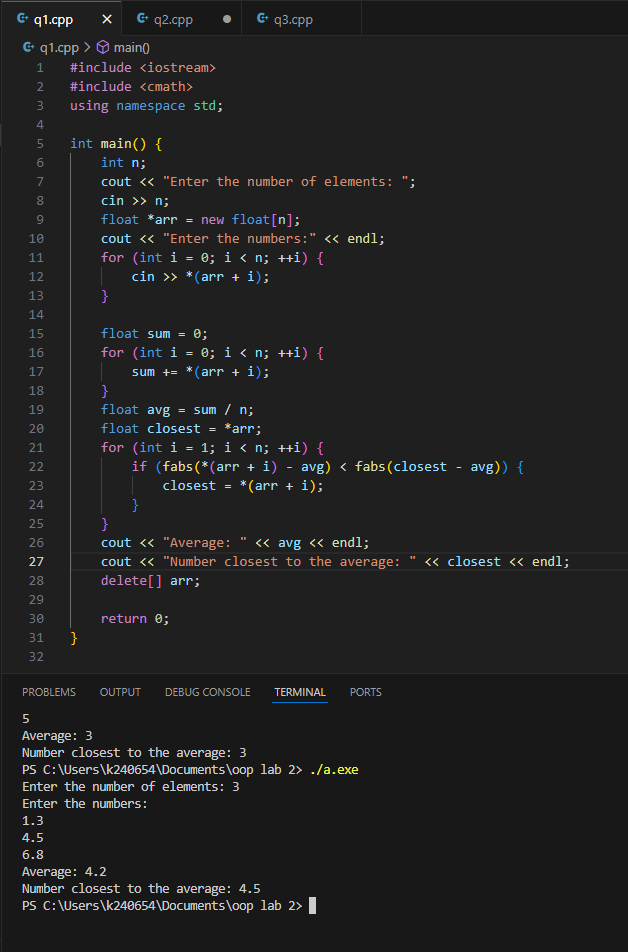 q1.cpp q2.cpp q3.cpp
q1.cpp > main()
1 #include <iostream>
2 #include <cmath>
3 using namespace std;
4
5 int main() {
6     int n;
7     cout << "Enter the number of elements: ";
8     cin >> n;
9     float *arr = new float[n];
10     cout << "Enter the numbers:" << endl;
11     for (int i = 0; i < n; ++i) {
12         cin >> *(arr + i);
13     }
14
15     float sum = 0;
16     for (int i = 0; i < n; ++i) {
17         sum += *(arr + i);
18     }
19     float avg = sum / n;
20     float closest = *arr;
21     for (int i = 1; i < n; ++i) {
22         if (fabs(*(arr + i) - avg) < fabs(closest - avg)) {
23             closest = *(arr + i);
24         }
25     }
26     cout << "Average: " << avg << endl;
27     cout << "Number closest to the average: " << closest << endl;
28     delete[] arr;
29
30     return 0;
31 }
32
PROBLEMS OUTPUT DEBUG CONSOLE TERMINAL PORTS
5
Average: 3
Number closest to the average: 3
PS C:\Users\k240654\Documents\oop lab 2> ./a.exe
Enter the number of elements: 3
Enter the numbers:
1.3
4.5
6.8
Average: 4.2
Number closest to the average: 4.5
PS C:\Users\k240654\Documents\oop lab 2>